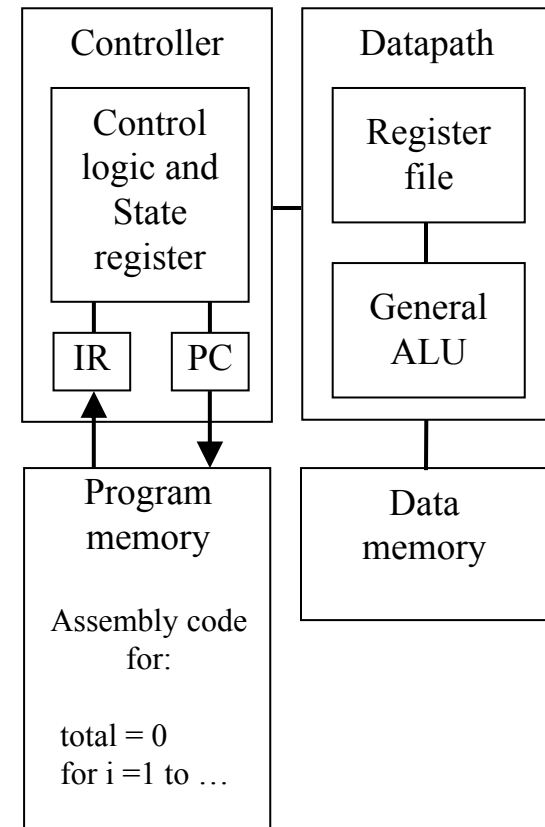 Controller
Control
logic and
State
register
IR
PC
Datapath
Register
file
General
ALU
Program
memory
Assembly code
for:
total = 0
for i =1 to …
Data
memory